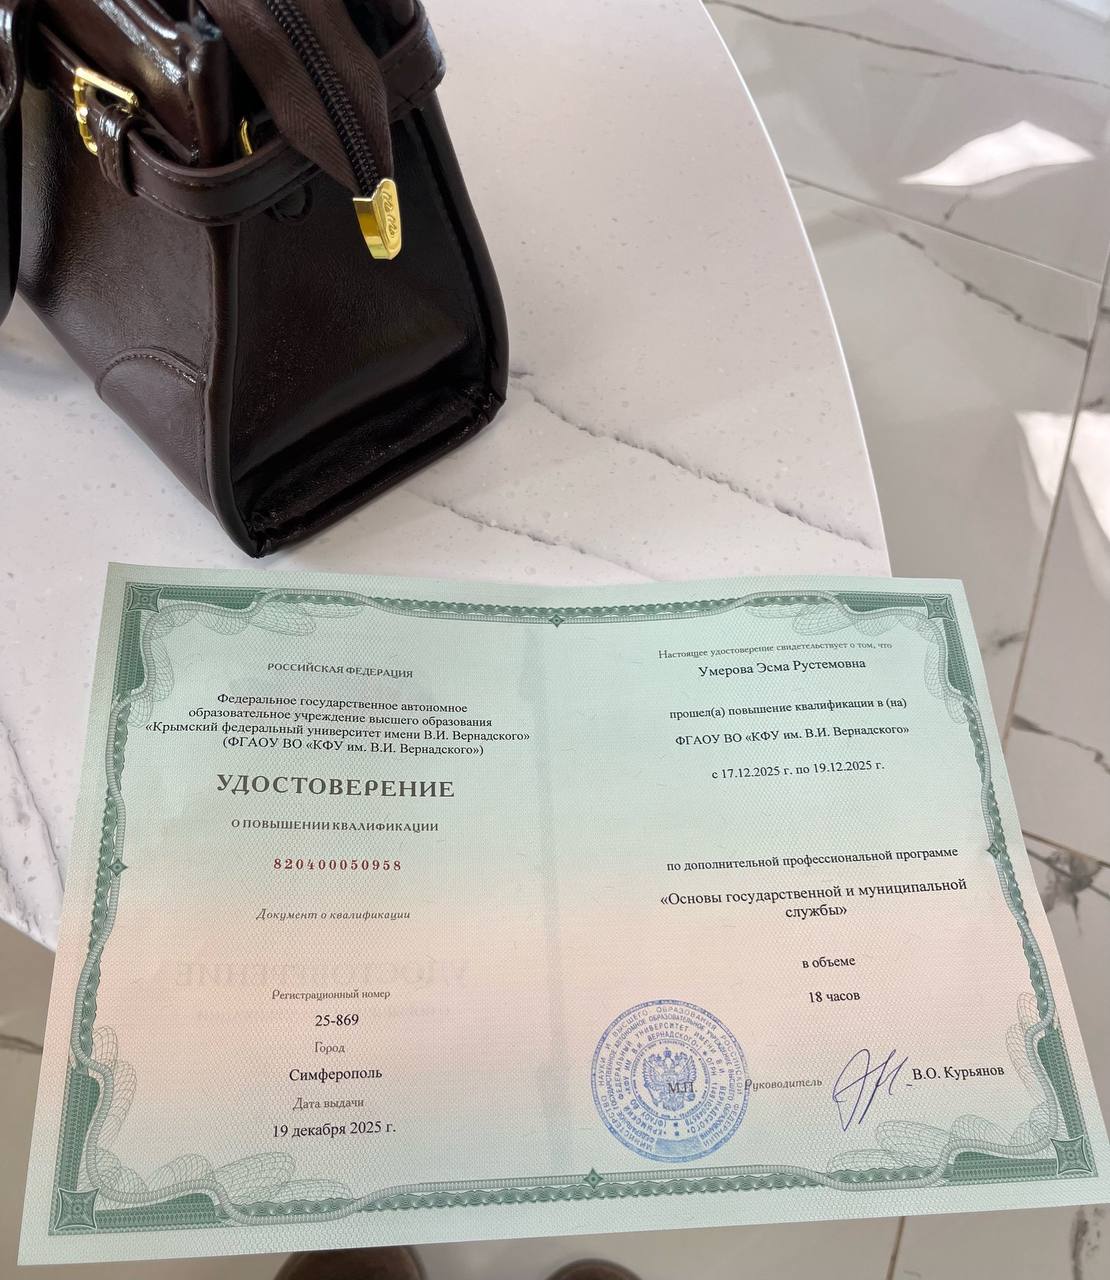 РОССИЙСКАЯ ФЕДЕРАЦИЯ
Федеральное государственное автономное
образовательное учреждение высшего образования
«Крымский федеральный университет имени В.И. Вернадского»
(ФГАОУ ВО «КФУ им. В.И. Вернадского»)
УДОСТОВЕРЕНИЕ
О ПОВЫШЕНИИ КВАЛИФИКАЦИИ
820400050958
Документ о квалификации
Регистрационный номер
25-869
Город
Симферополь
Дата выдачи
19 декабря 2025 г.
Настоящее удостоверение свидетельствует о том, что
Умерова Эсма Рустемовна
прошел(а) повышение квалификации в (на)
ФГАОУ ВО «КФУ им. В.И. Вернадского»
с 17.12.2025 г. по 19.12.2025 г.
по дополнительной профессиональной программе
«Основы государственной и муниципальной
службы»
в объеме
18 часов
М.П.
Руководитель
В.О. Курьянов